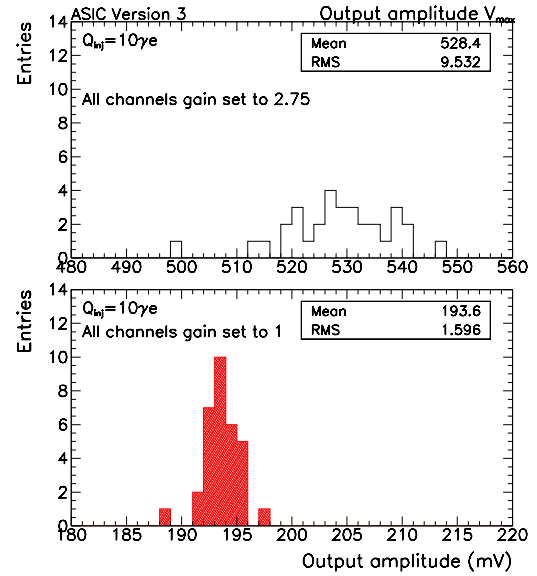 ASIC Version 3 Output amplitude Vmax
Entries
14
12
10
8
6
4
2
0
Qinj=10γe
Mean 528.4
RMS 9.532
All channels gain set to 2.75
480 490 500 510 520 530 540 550 560
Entries
14
12
10
8
6
4
2
0
Qinj=10γe
All channels gain set to 1
Mean 193.6
RMS 1.596
180 185 190 195 200 205 210 215 220
Output amplitude (mV)